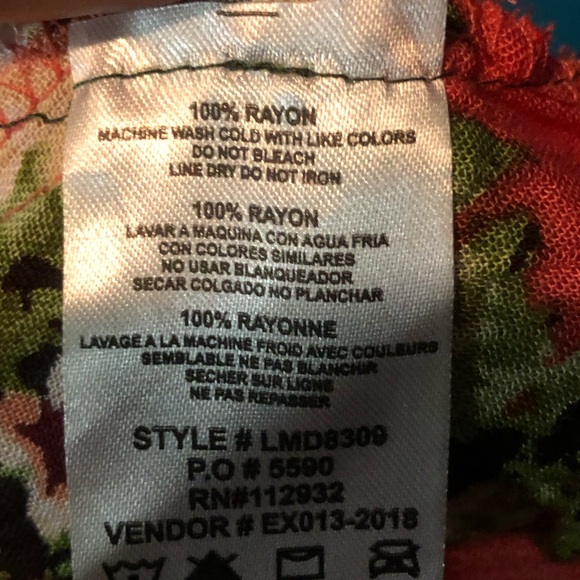 100% RAYON
MACHINE WASH COLD WITH LIKE COLORS
DO NOT BLEACH
LINE DRY DO NOT IRON
100% RAYON
LAVAR A MAQUINA CON AGUA FRIA
CON COLORES SIMILARES
NO USAR BLANQUEADOR
SECAR COLGADO NO PLANCHAR
100% RAYONNE
LAVAGE A LA MACHINE FROID AVEC COULEURS
SEMBLABLE NE PAS BLANCHIR
SECHER SUR LIGNE
NE PAS REPASSER
STYLE # LMD8309
P.O # 5590
RN#112932
VENDOR # EX013-2018